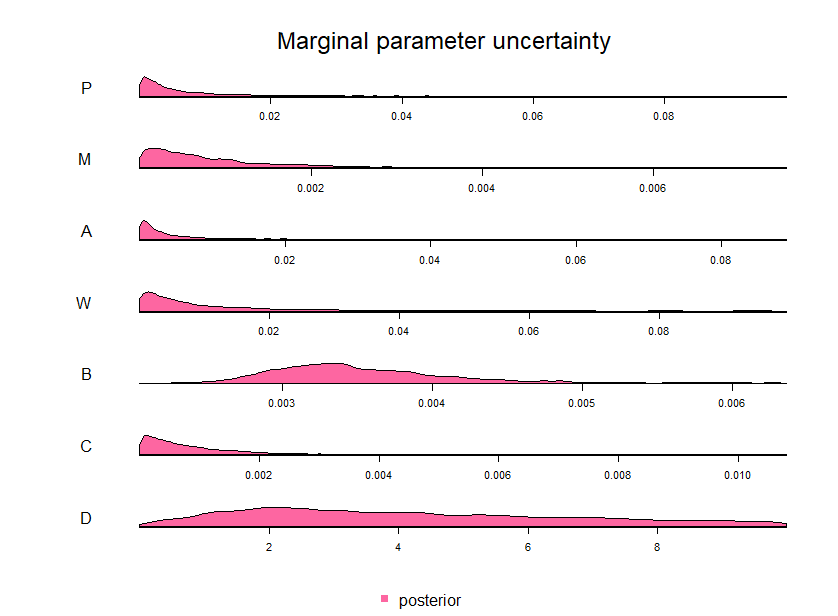 Marginal parameter uncertainty
P
0.02 0.04 0.06 0.08
M
0.002 0.004 0.006
A
0.02 0.04 0.06 0.08
W
0.02 0.04 0.06 0.08
B
0.003 0.004 0.005 0.006
C
0.002 0.004 0.006 0.008 0.010
D
2 4 6 8
posterior